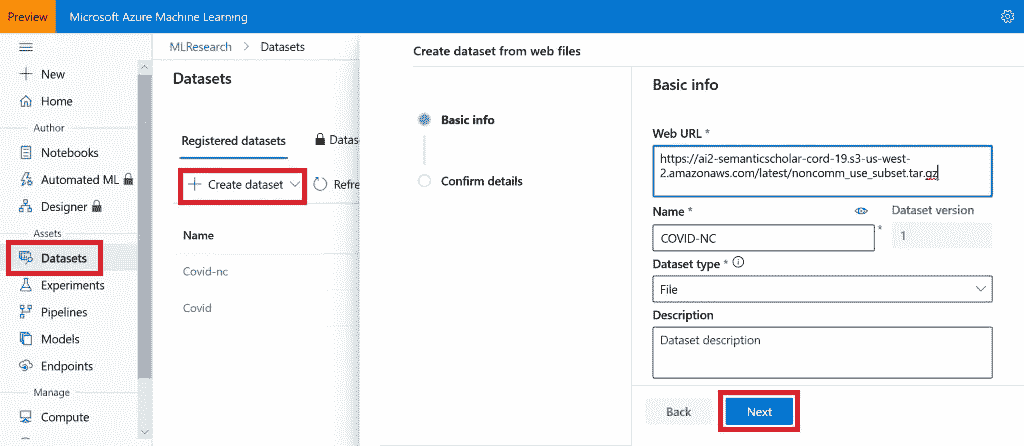 Preview
Microsoft Azure Machine Learning
New
Home
Author
Notebooks
Automated ML
Designer
Assets
Datasets
Experiments
Pipelines
Models
Endpoints
Manage
Compute
MLResearch > Datasets
Datasets
Registered datasets
Datase
+ Create dataset
Refre
Name
Covid-nc
Covid
Create dataset from web files
Basic info
Confirm details
Basic info
Web URL *
https://ai2-semanticscholar-cord-19.s3-us-west-
2.amazonaws.com/latest/noncomm_use_subset.tar.gz
Name *
Dataset version
COVID-NC
*
1
Dataset type *
File
Description
Dataset description
Back
Next